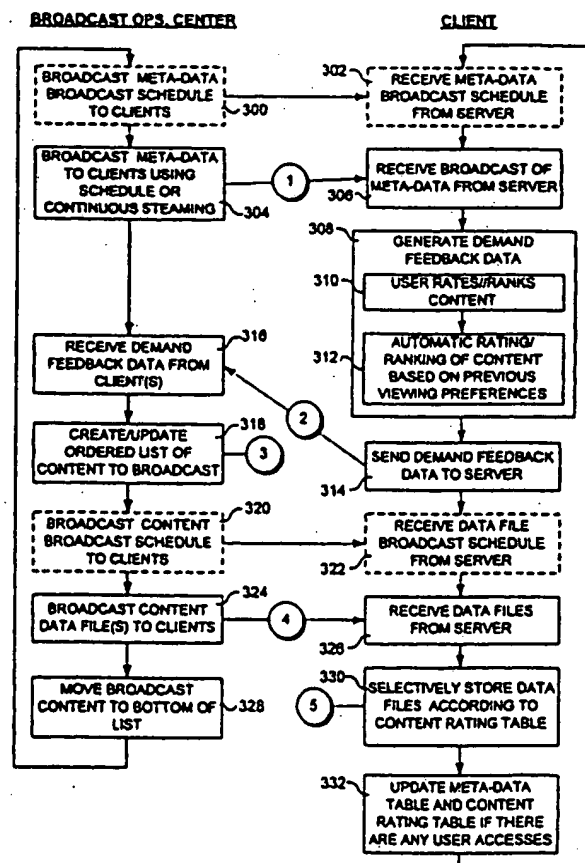 BROADCAST OPS. CENTER
CLIENT
BROADCAST META-DATA
BROADCAST SCHEDULE
TO CLIENTS
300
302
RECEIVE META-DATA
BROADCAST SCHEDULE
FROM SERVER
BROADCAST META-DATA
TO CLIENTS USING
SCHEDULE OR
CONTINUOUS STEAMING
304
1
RECEIVE BROADCAST OF
META-DATA FROM SERVER
306
308
GENERATE DEMAND
FEEDBACK DATA
310
USER RATES//RANKS
CONTENT
312
AUTOMATIC RATING/
RANKING OF CONTENT
BASED ON PREVIOUS
VIEWING PREFERENCES
316
RECEIVE DEMAND
FEEDBACK DATA FROM
CLIENT(S)
2
318
CREATE/UPDATE
ORDERED LIST OF
CONTENT TO BROADCAST
3
SEND DEMAND FEEDBACK
DATA TO SERVER
314
320
BROADCAST CONTENT
BROADCAST SCHEDULE
TO CLIENTS
RECEIVE DATA FILE
BROADCAST SCHEDULE
FROM SERVER
322
324
BROADCAST CONTENT
DATA FILE(S) TO CLIENTS
4
RECEIVE DATA FILES
FROM SERVER
326
MOVE BROADCAST
CONTENT TO BOTTOM OF
LIST
328
330
SELECTIVELY STORE DATA
FILES ACCORDING TO
CONTENT RATING TABLE
5
332
UPDATE META-DATA
TABLE AND CONTENT
RATING TABLE IF THERE
ARE ANY USER ACCESSES